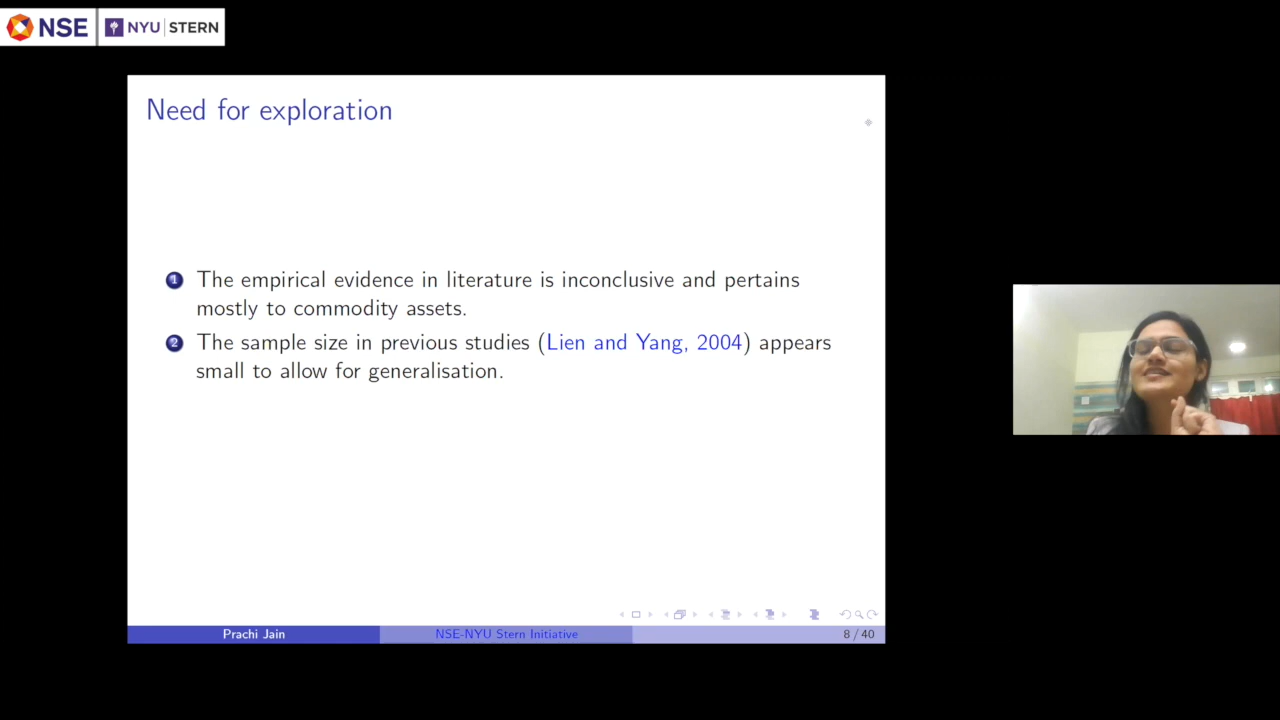 NSE NYU STERN
Need for exploration
1 The empirical evidence in literature is inconclusive and pertains
mostly to commodity assets.
2 The sample size in previous studies (Lien and Yang, 2004) appears
small to allow for generalisation.
Prachi Jain NSE-NYU Stern Initiative 8 / 40